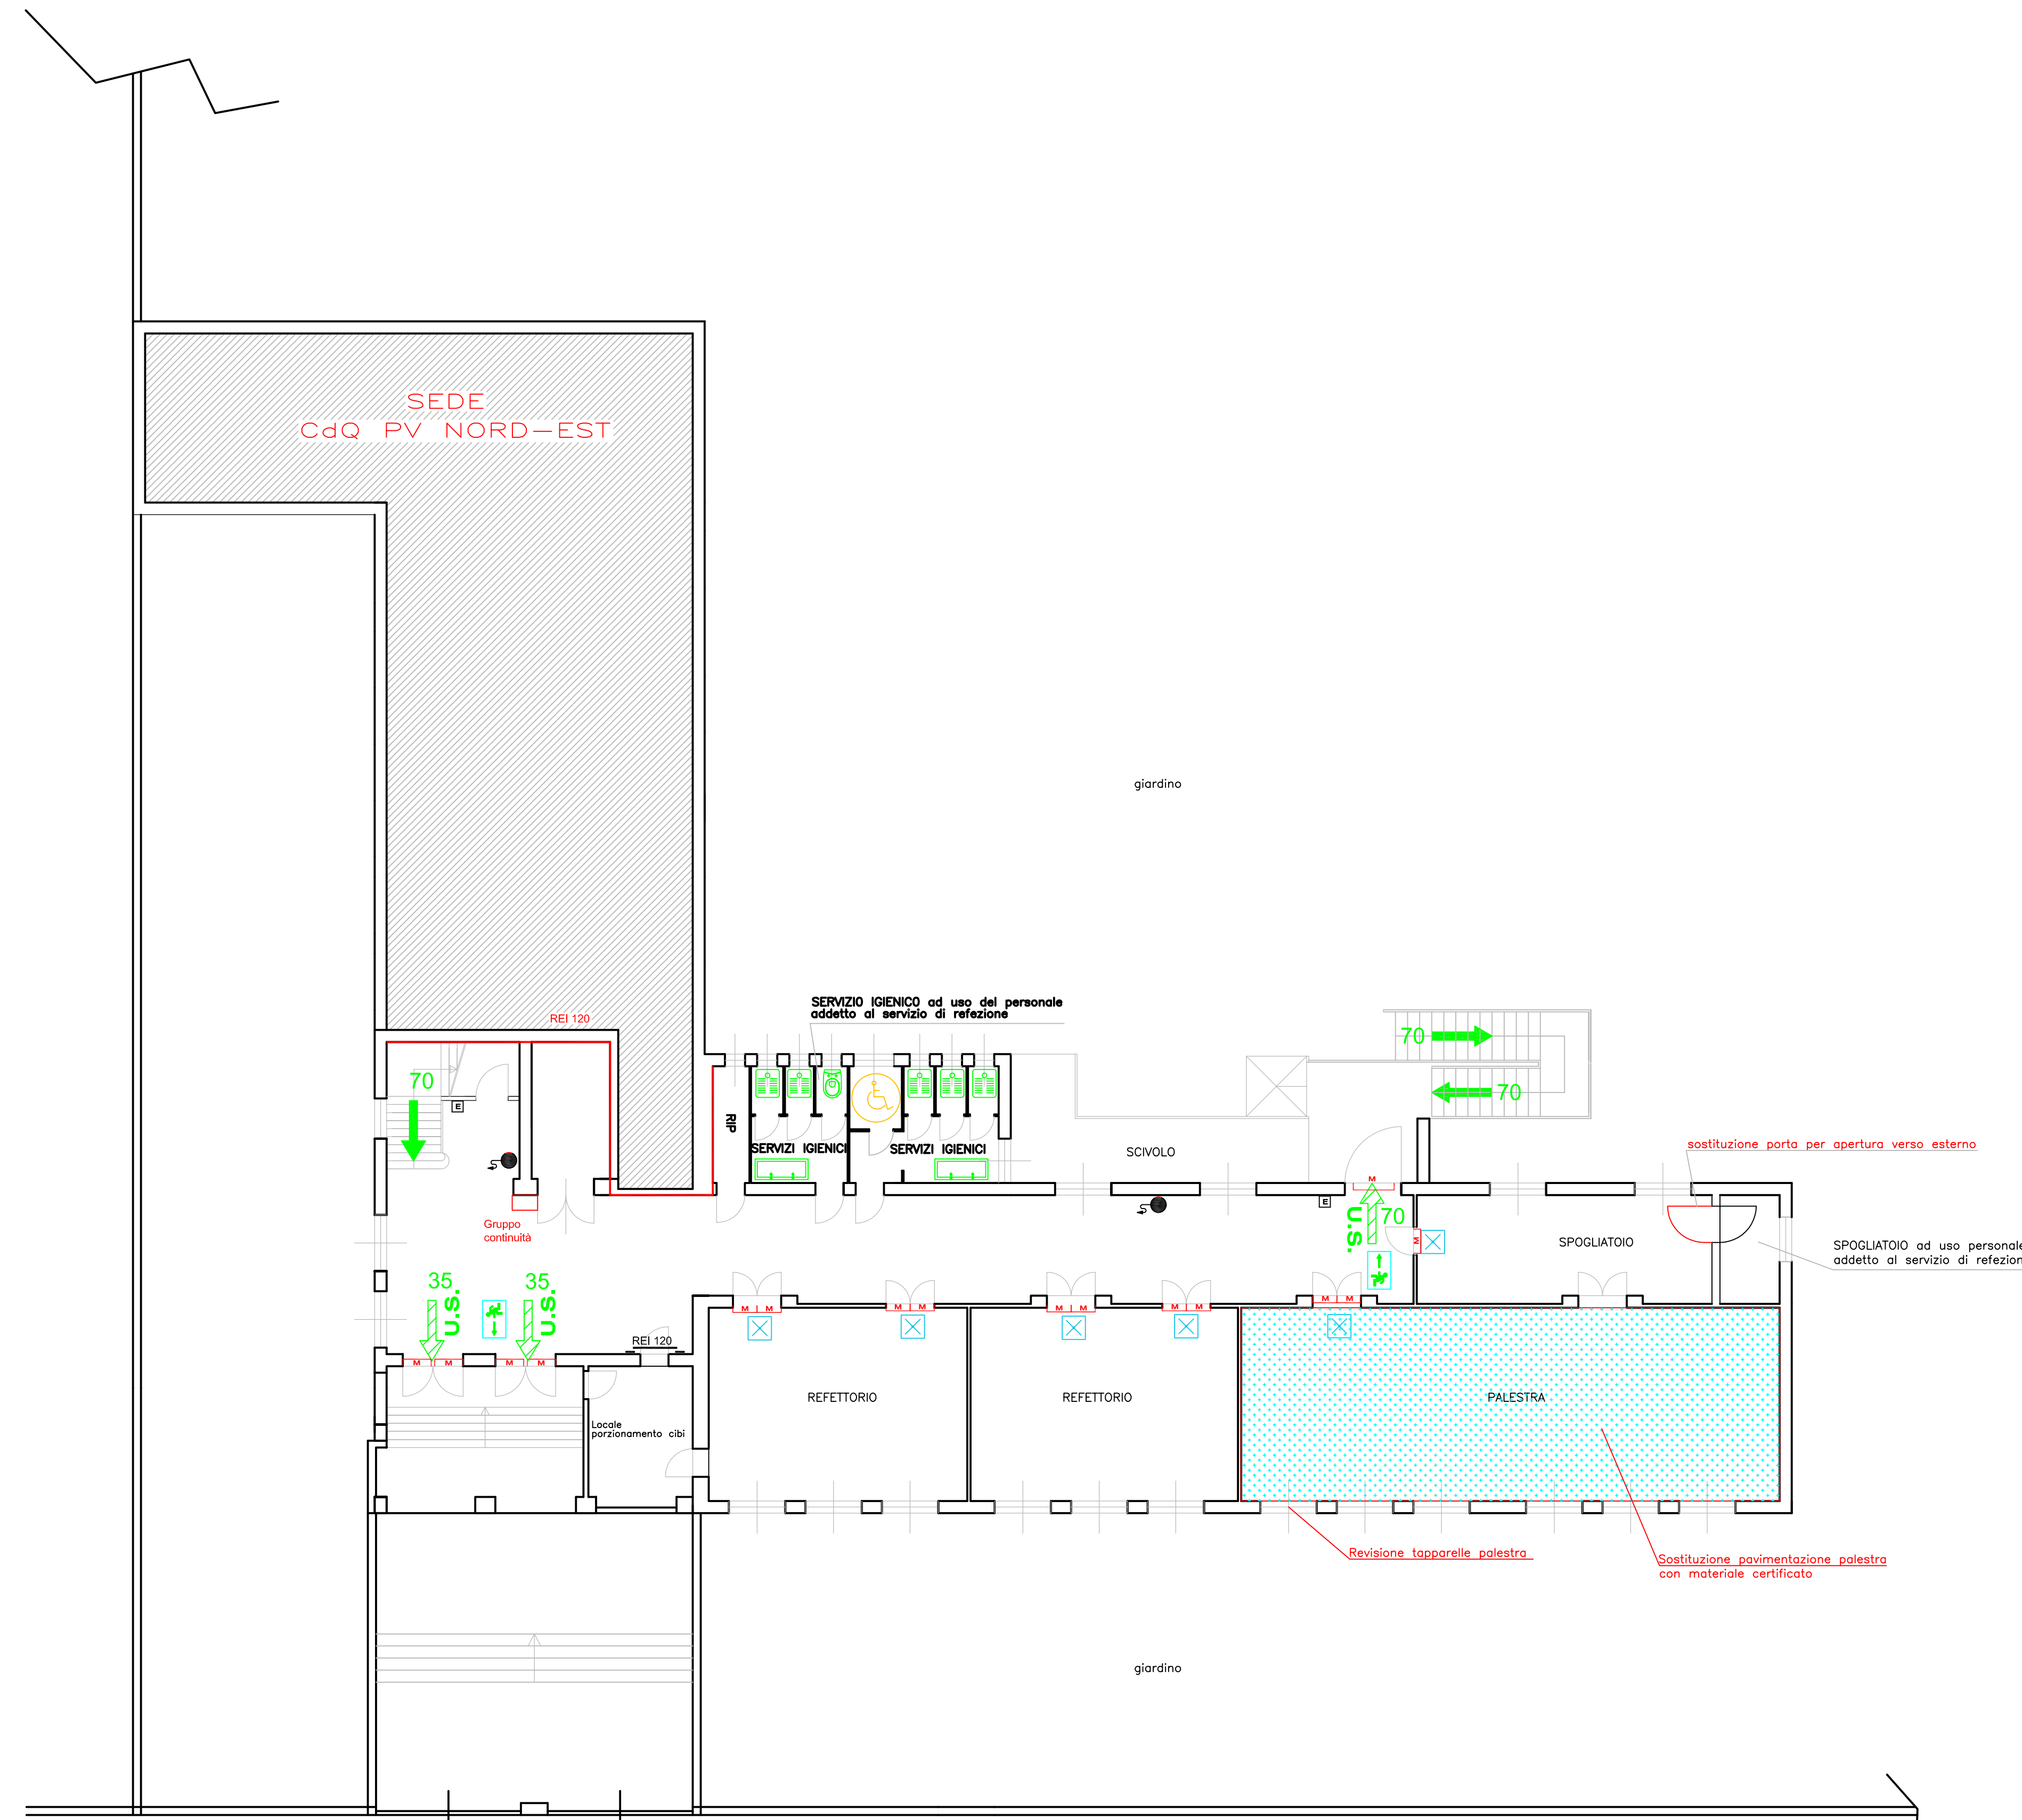 SEDE
CdQ PV NORD-EST
giardino
SERVIZIO IGIENICO ad uso del personale
addetto al servizio di refezione
REI 120
70
70
70
E
RIP
SERVIZI IGIENICI
SERVIZI IGIENICI
SCIVOLO
sostituzione porta per apertura verso esterno
M
E
Gruppo
continuità
U.S.
70
M
SPOGLIATOIO
SPOGLIATOIO ad uso personale
addetto al servizio di
35
U.S.
35
U.S.
M M
M M
M M
M M
M M
REI 120
M M
M M
REFETTORIO
REFETTORIO
PALESTRA
Locale
porzionamento cibi
Revisione tapparelle palestra
Sostituzione pavimentazione palestra
con materiale certificato
giardino